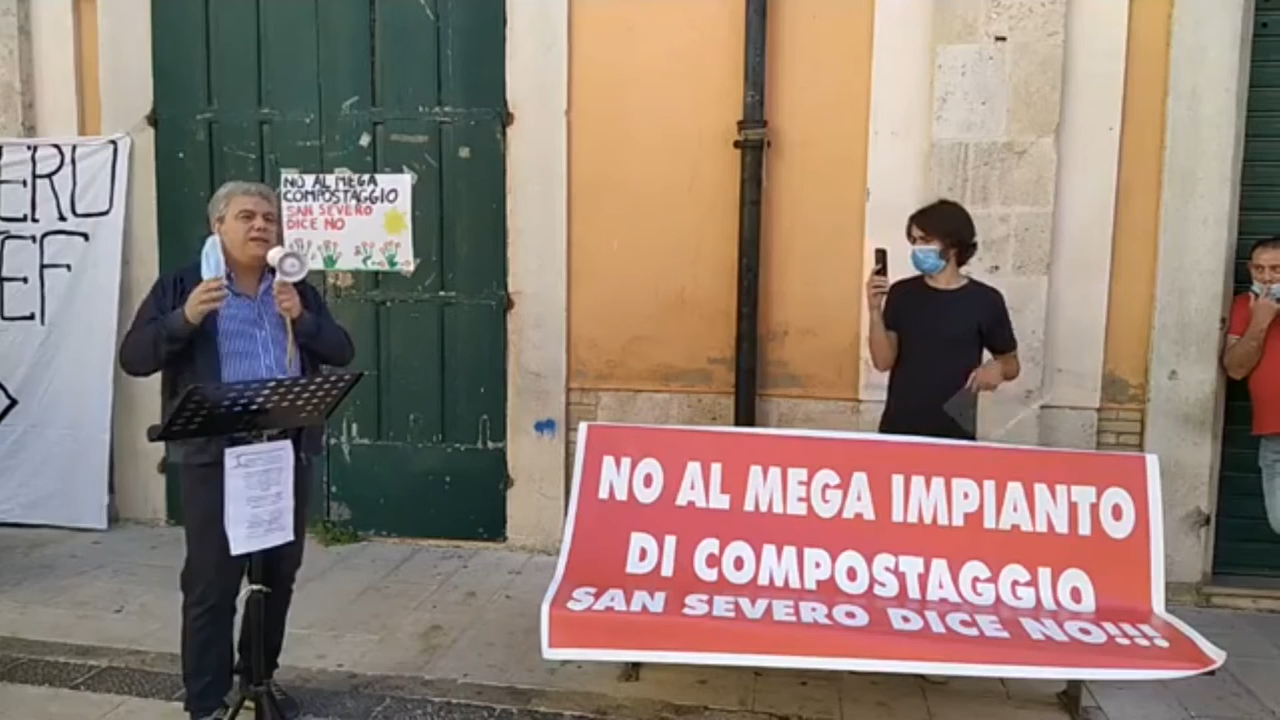 ERO
EF
NO AL MEGA
COMPOSTAGGIO
SAN SEVERO
DICE NO
NO AL MEGA IMPIANTO
DI COMPOSTAGGIO
SAN SEVERO DICE NO!!!